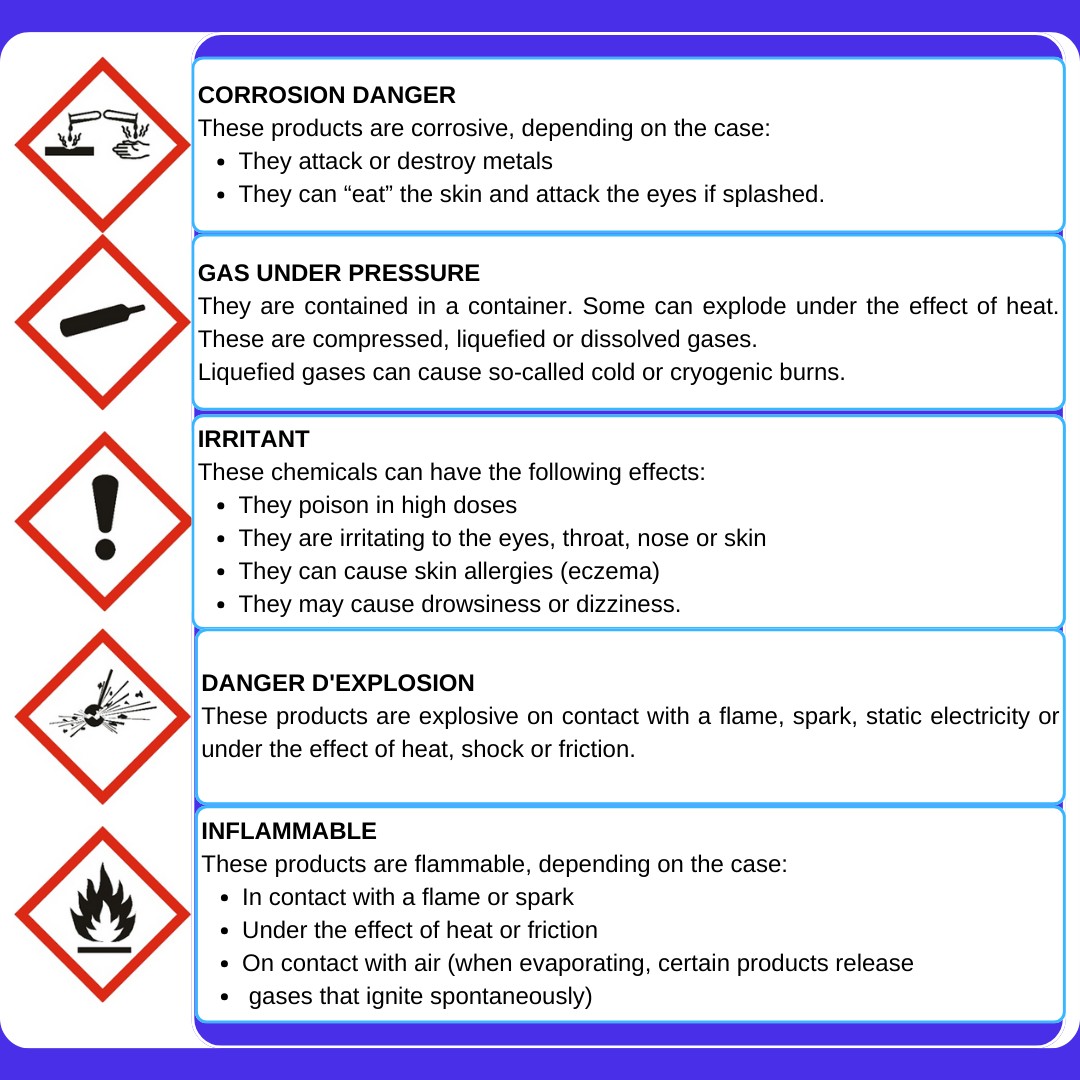 CORROSION DANGER
These products are corrosive, depending on the case:
• They attack or destroy metals
• They can “eat” the skin and attack the eyes if splashed.
GAS UNDER PRESSURE
They are contained in a container. Some can explode under the effect of heat.
These are compressed, liquefied or dissolved gases.
Liquefied gases can cause so-called cold or cryogenic burns.
IRRITANT
These chemicals can have the following effects:
• They poison in high doses
• They are irritating to the eyes, throat, nose or skin
• They can cause skin allergies (eczema)
• They may cause drowsiness or dizziness.
DANGER D'EXPLOSION
These products are explosive on contact with a flame, spark, static electricity or
under the effect of heat, shock or friction.
INFLAMMABLE
These products are flammable, depending on the case:
• In contact with a flame or spark
• Under the effect of heat or friction
• On contact with air (when evaporating, certain products release
• gases that ignite spontaneously)